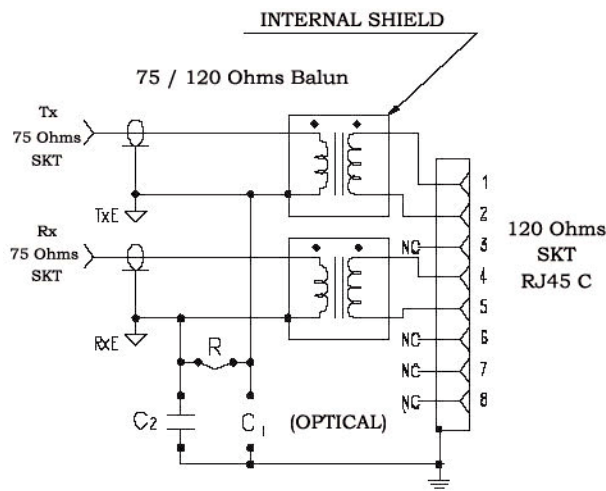 INTERNAL SHIELD
75 / 120 Ohms Balun
Tx
75 Ohms
SKT
TxE
Rx
75 Ohms
SKT
RxE
1
2
NC 3
4
5
NC 6
NC 7
NC 8
120 Ohms
SKT
RJ45 C
R
C2
C1
(OPTICAL)